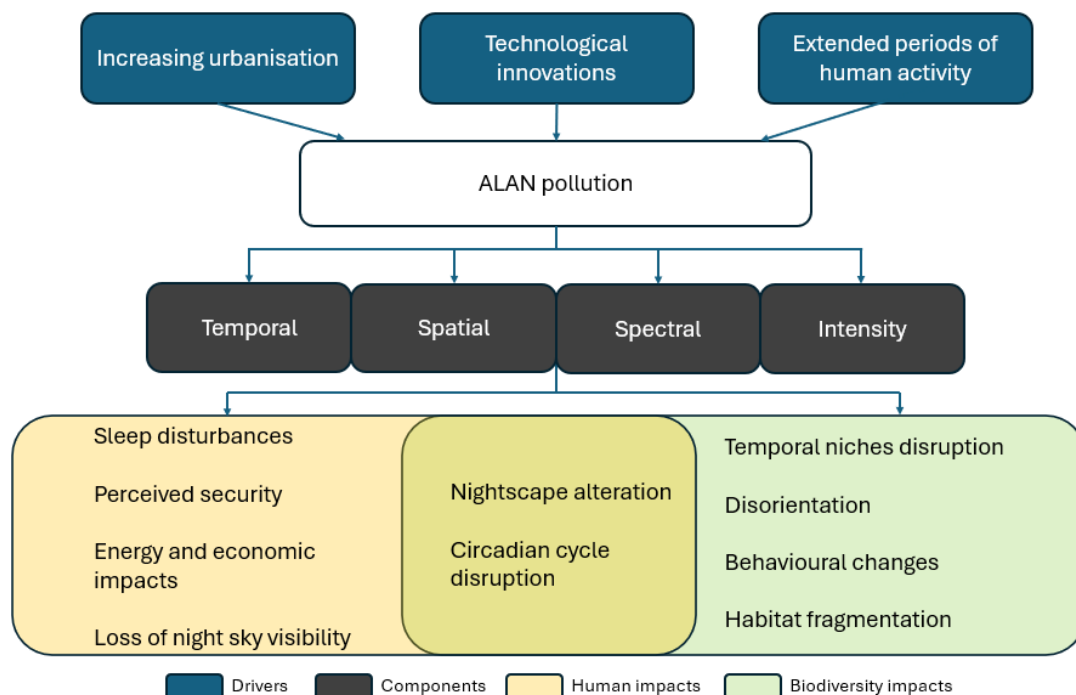 Increasing urbanisation
Technological
innovations
Extended periods of
human activity
ALAN pollution
Temporal
Spatial
Spectral
Intensity
Sleep disturbances
Perceived security
Energy and economic
impacts
Loss of night sky visibility
Nightscape alteration
Circadian cycle
disruption
Temporal niches disruption
Disorientation
Behavioural changes
Habitat fragmentation
Drivers
Components
Human impacts
Biodiversity impacts